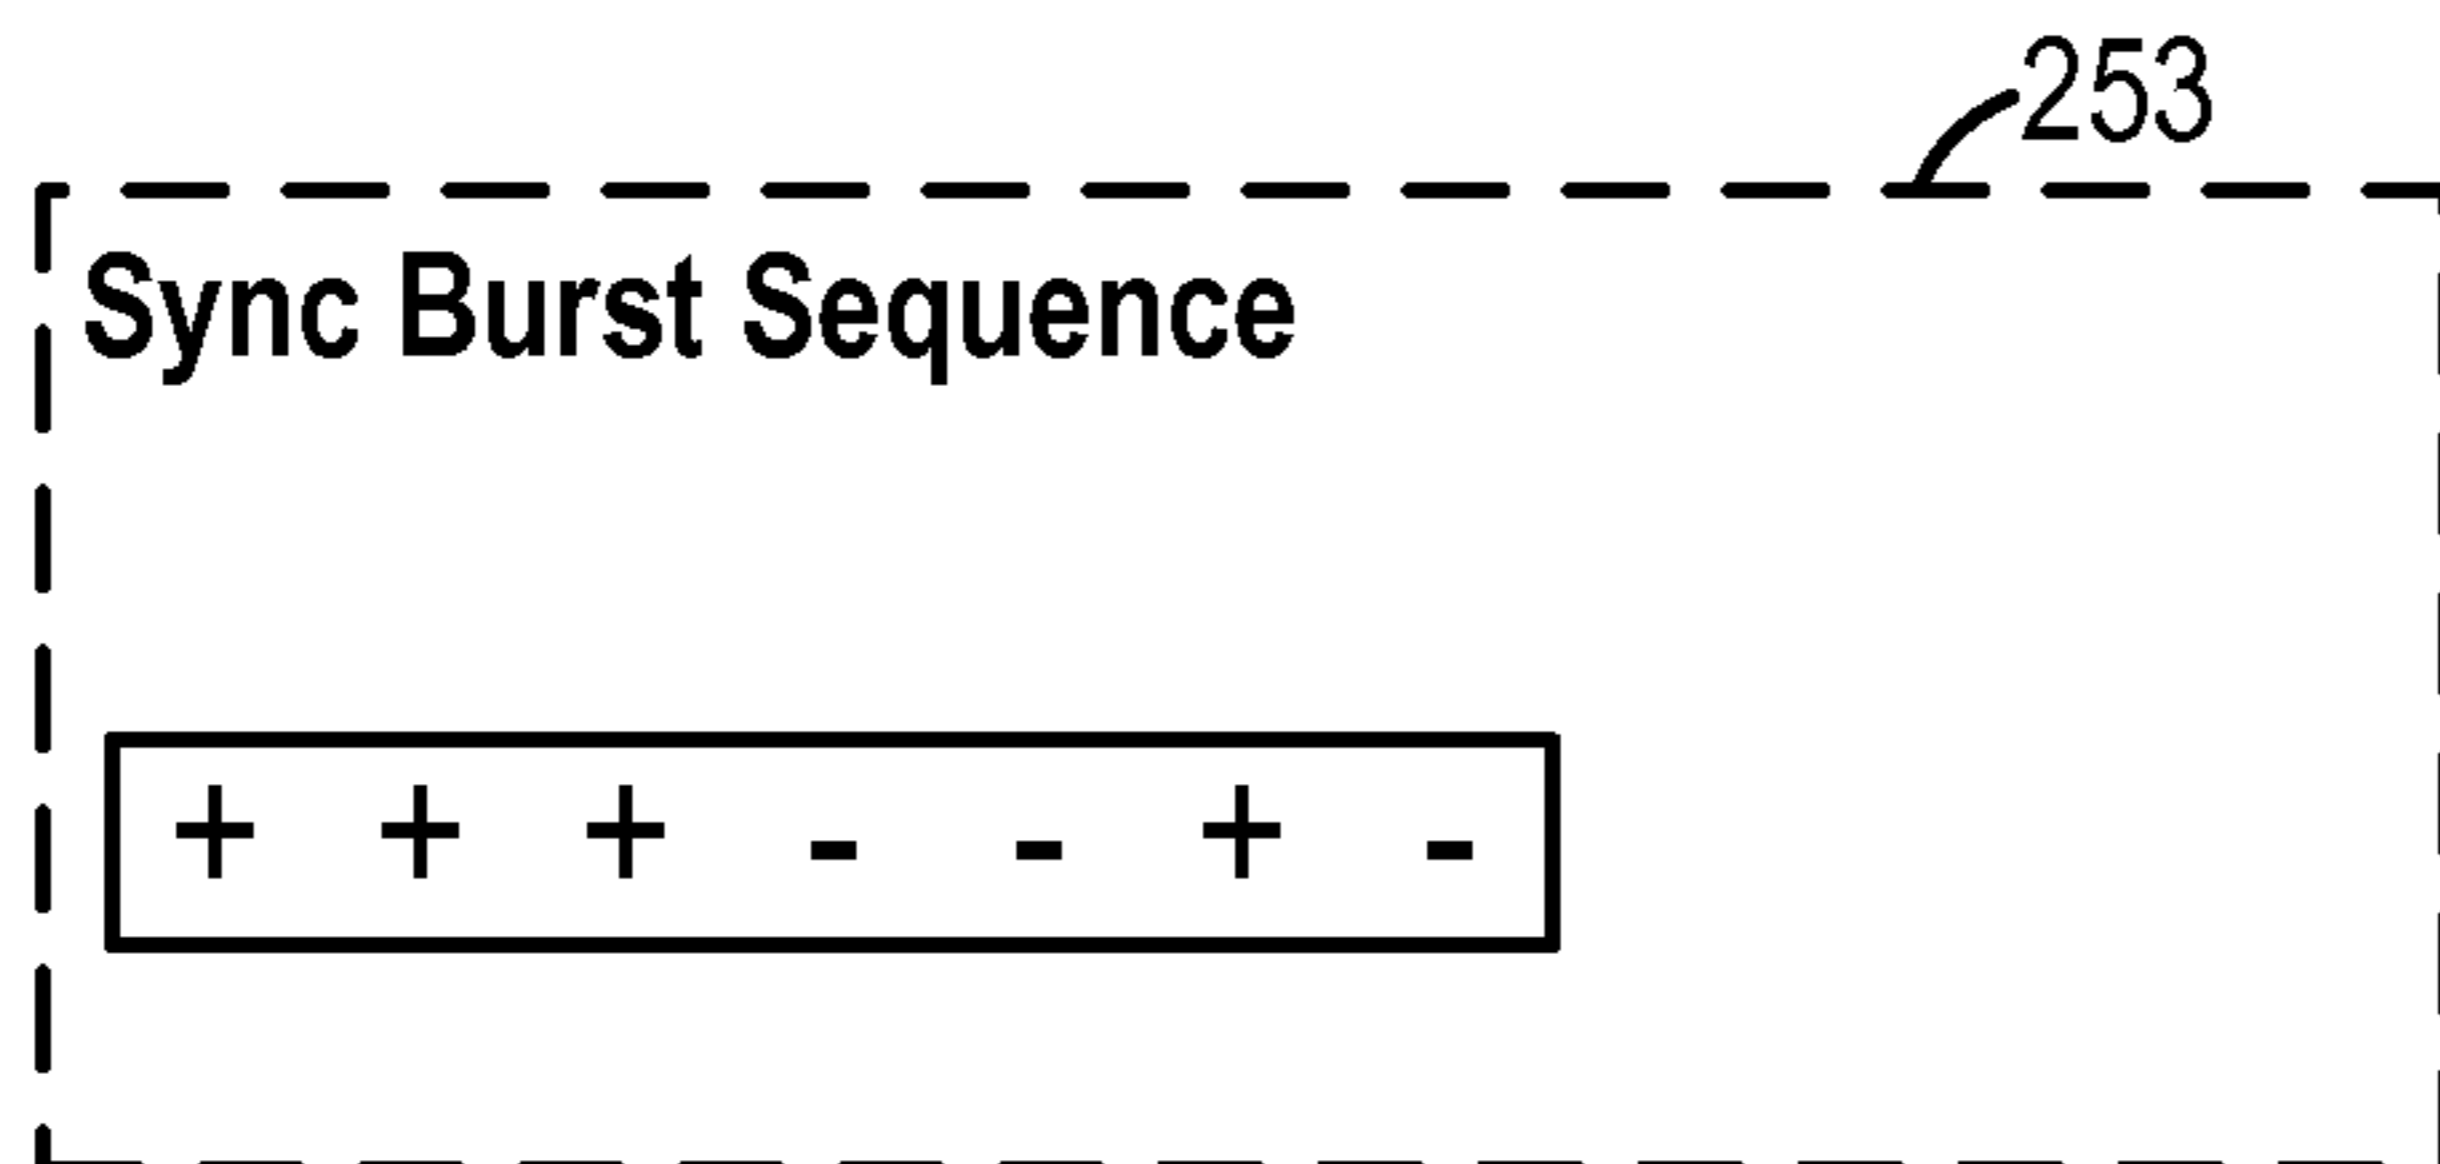 253
Sync Burst Sequence
+ + + - - + -